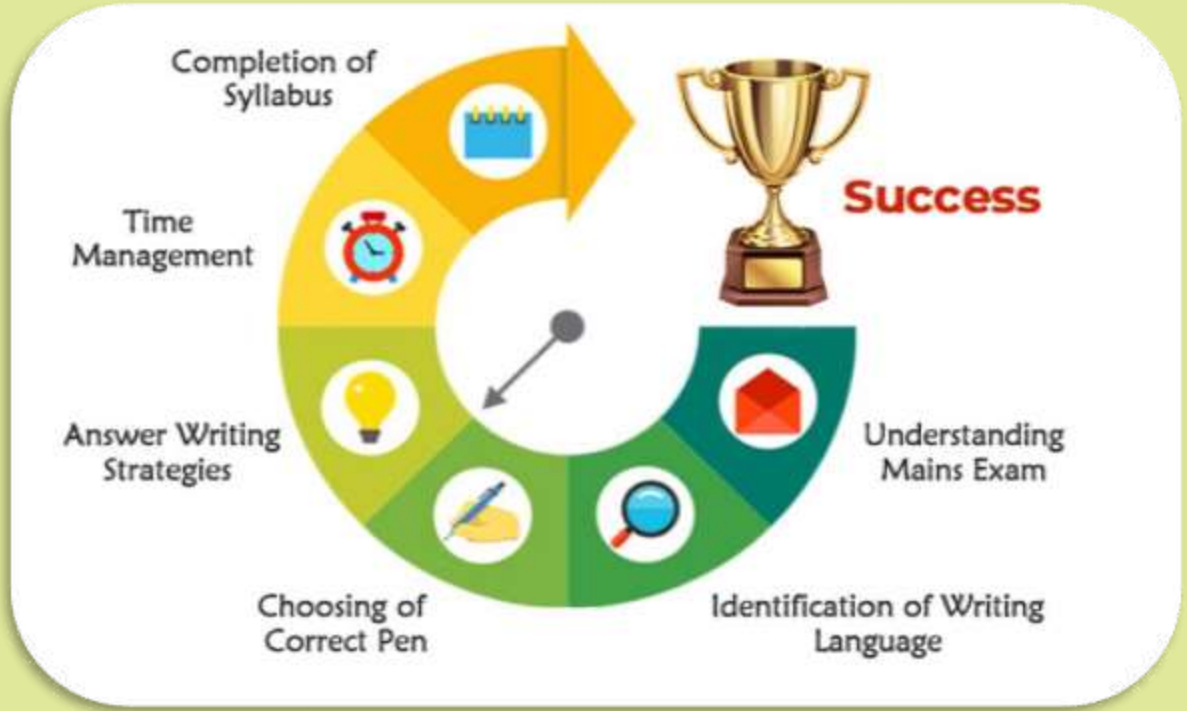 Completion of
Syllabus
Success
Time
Management
Answer Writing
Strategies
Understanding
Mains Exam
Choosing of
Correct Pen
Identification of Writing
Language